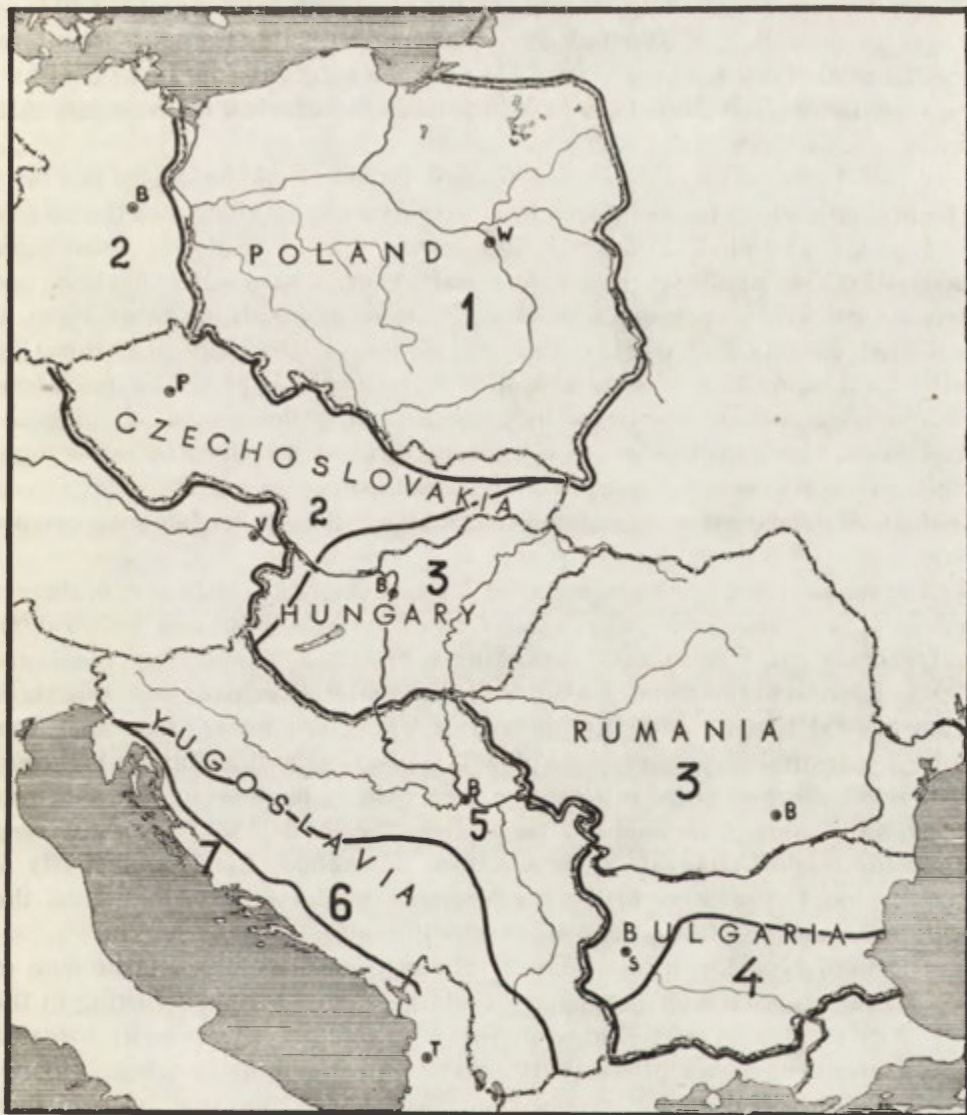 B
2
POLAND
W
1
P
CZECHOSLOVAKIA
2
V
3
B
HUNGARY
RUMANIA
3
B
YUGOSLAVIA
B
5
7
6
BULGARIA
S
4
T